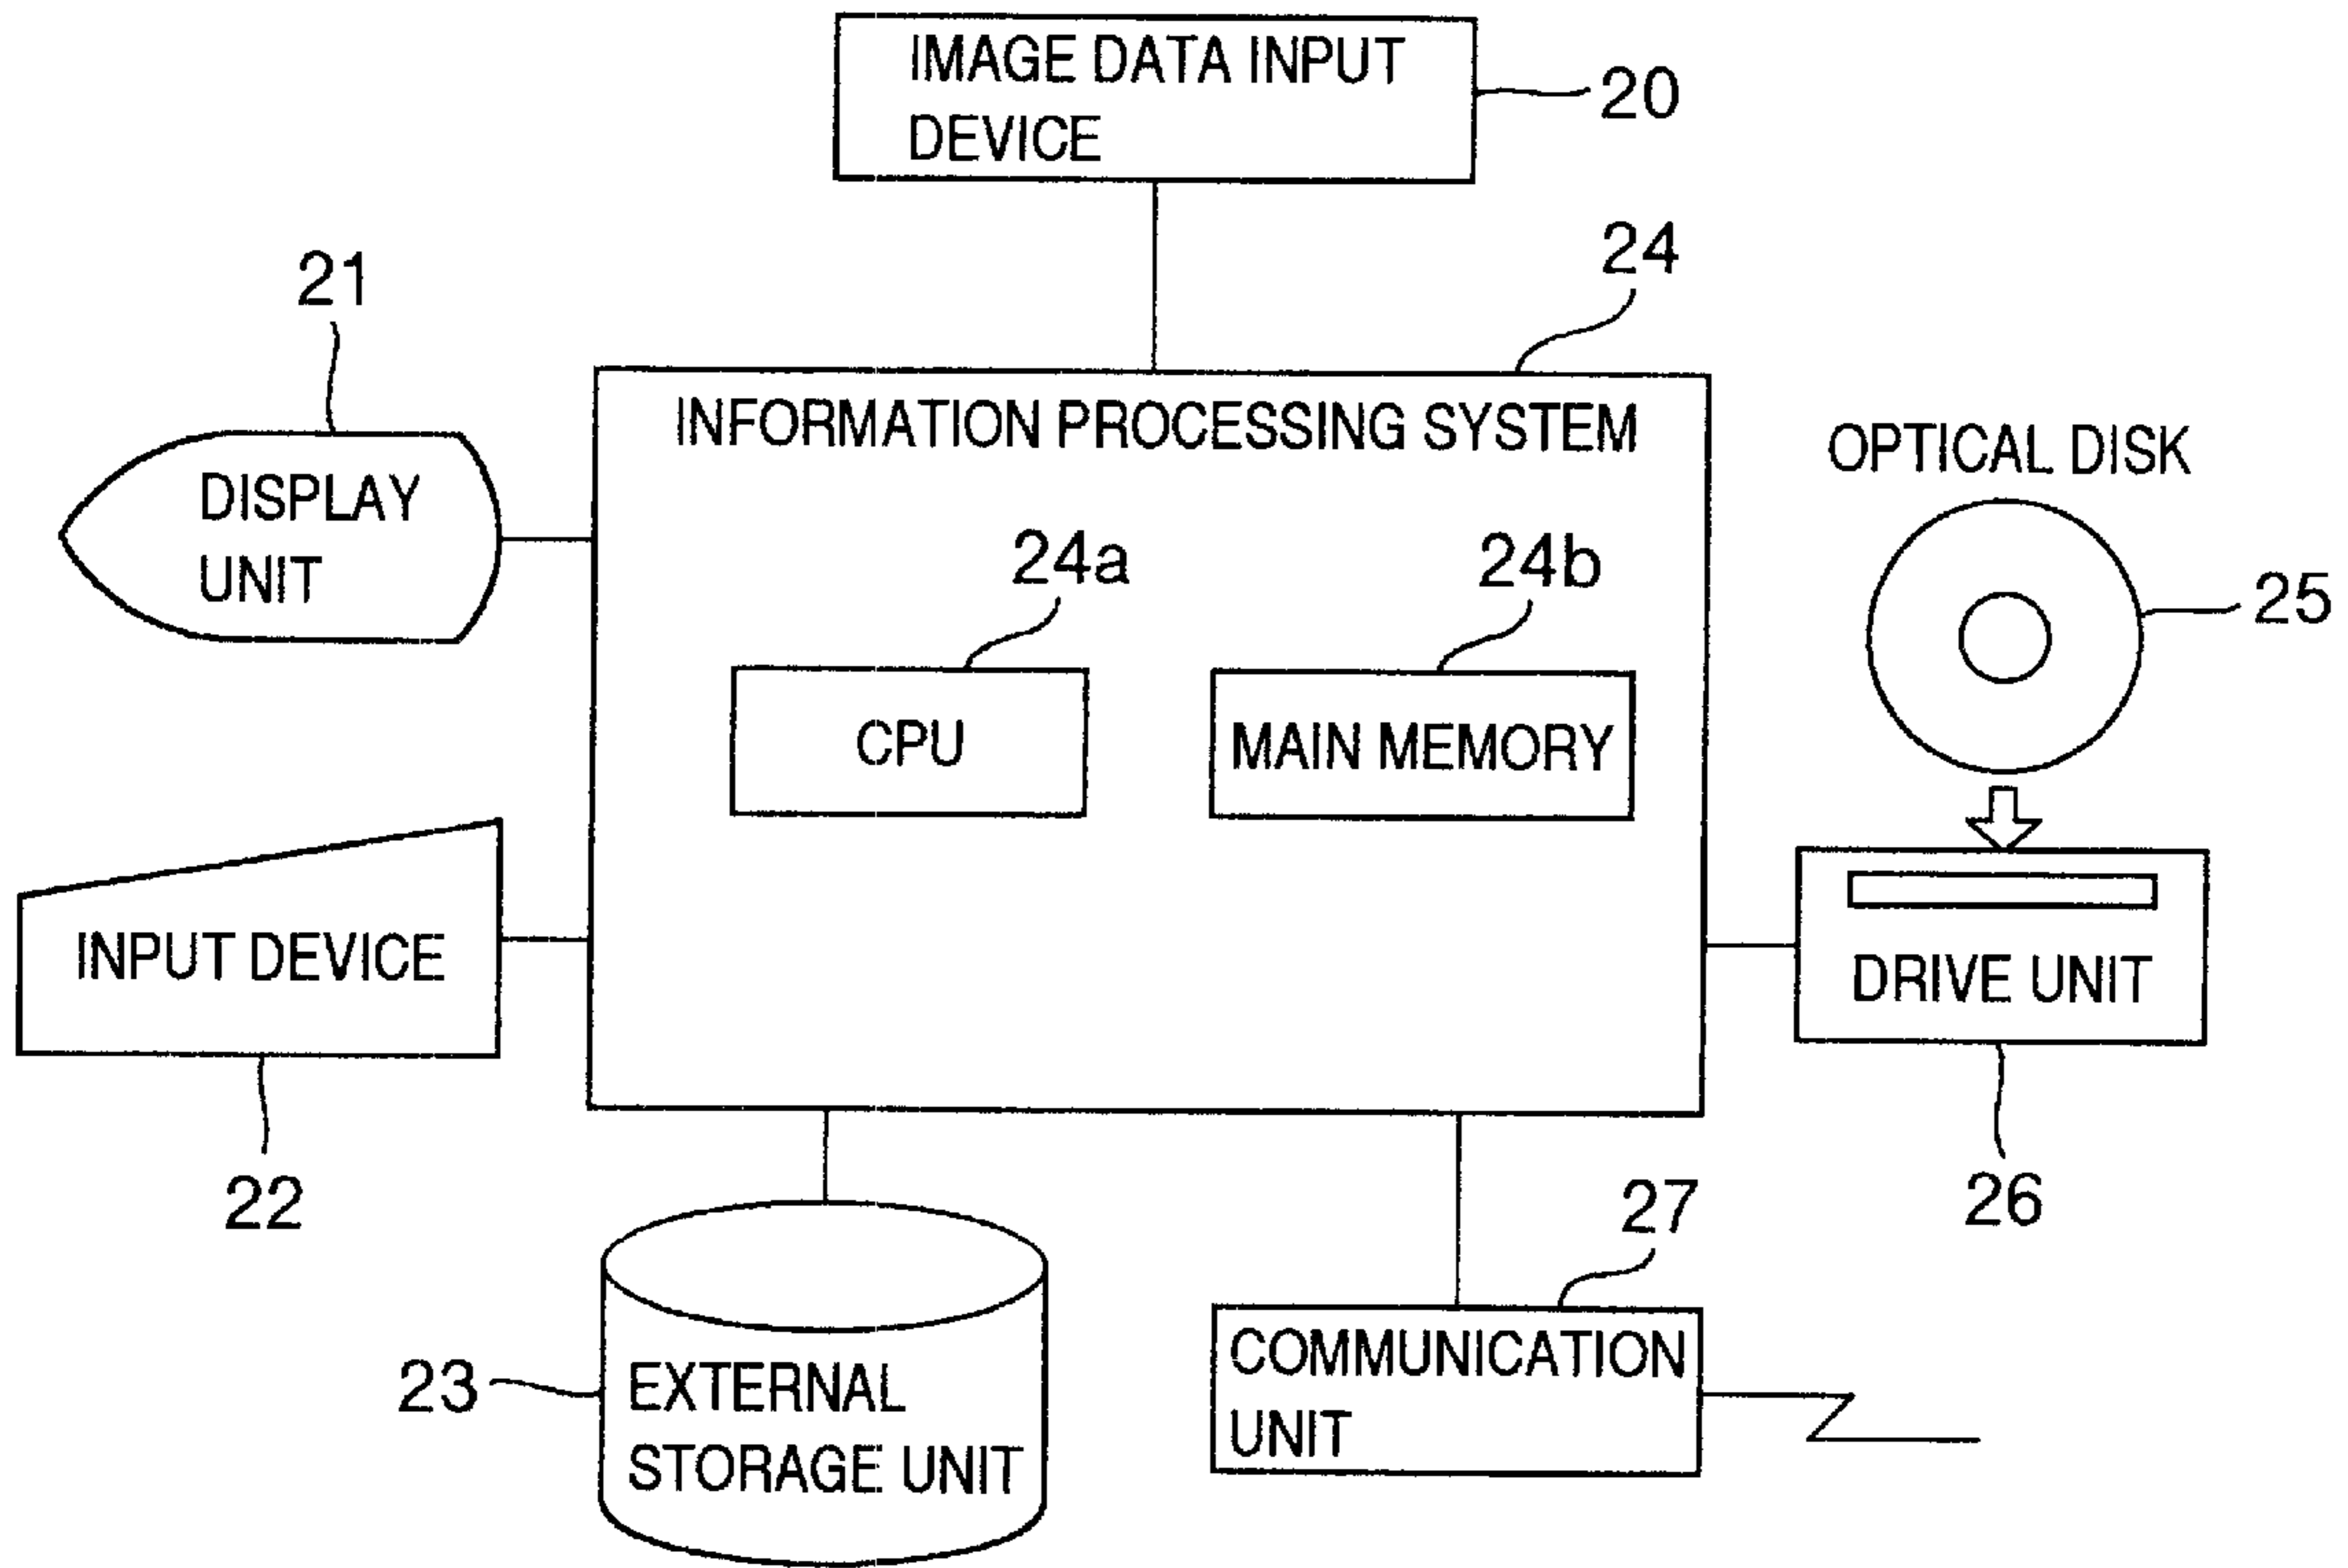 IMAGE DATA INPUT
DEVICE
20
24
21
INFORMATION PROCESSING SYSTEM
OPTICAL DISK
DISPLAY
UNIT
24a
24b
25
CPU
MAIN MEMORY
INPUT DEVICE
DRIVE UNIT
22
26
27
23
EXTERNAL
STORAGE UNIT
COMMUNICATION
UNIT